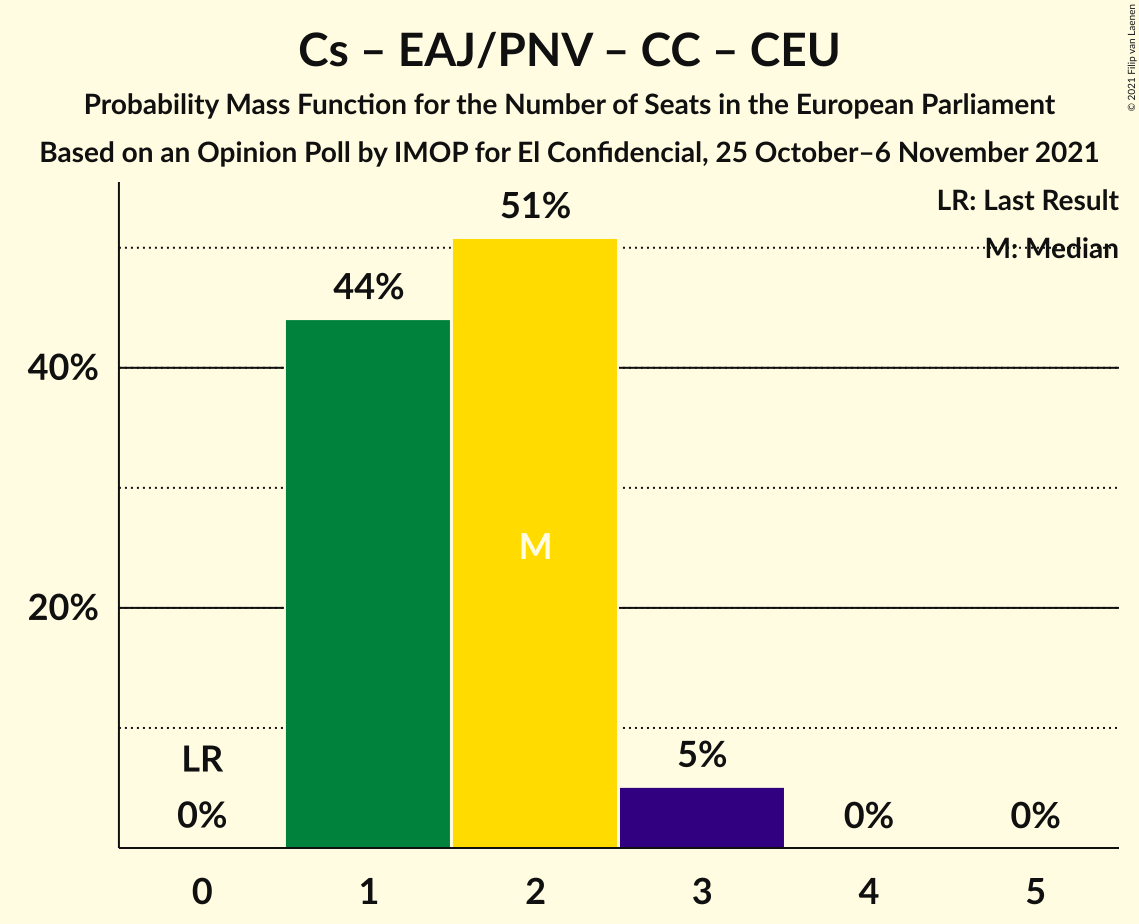 Cs – EAJ/PNV – CC – CEU
Probability Mass Function for the Number of Seats in the European Parliament
Based on an Opinion Poll by IMOP for El Confidencial, 25 October–6 November 2021
© 2021 Filip van Laenen
LR: Last Result
M: Median
51%
44%
40%
M
20%
LR
5%
0%
0%
0%
0 1 2 3 4 5